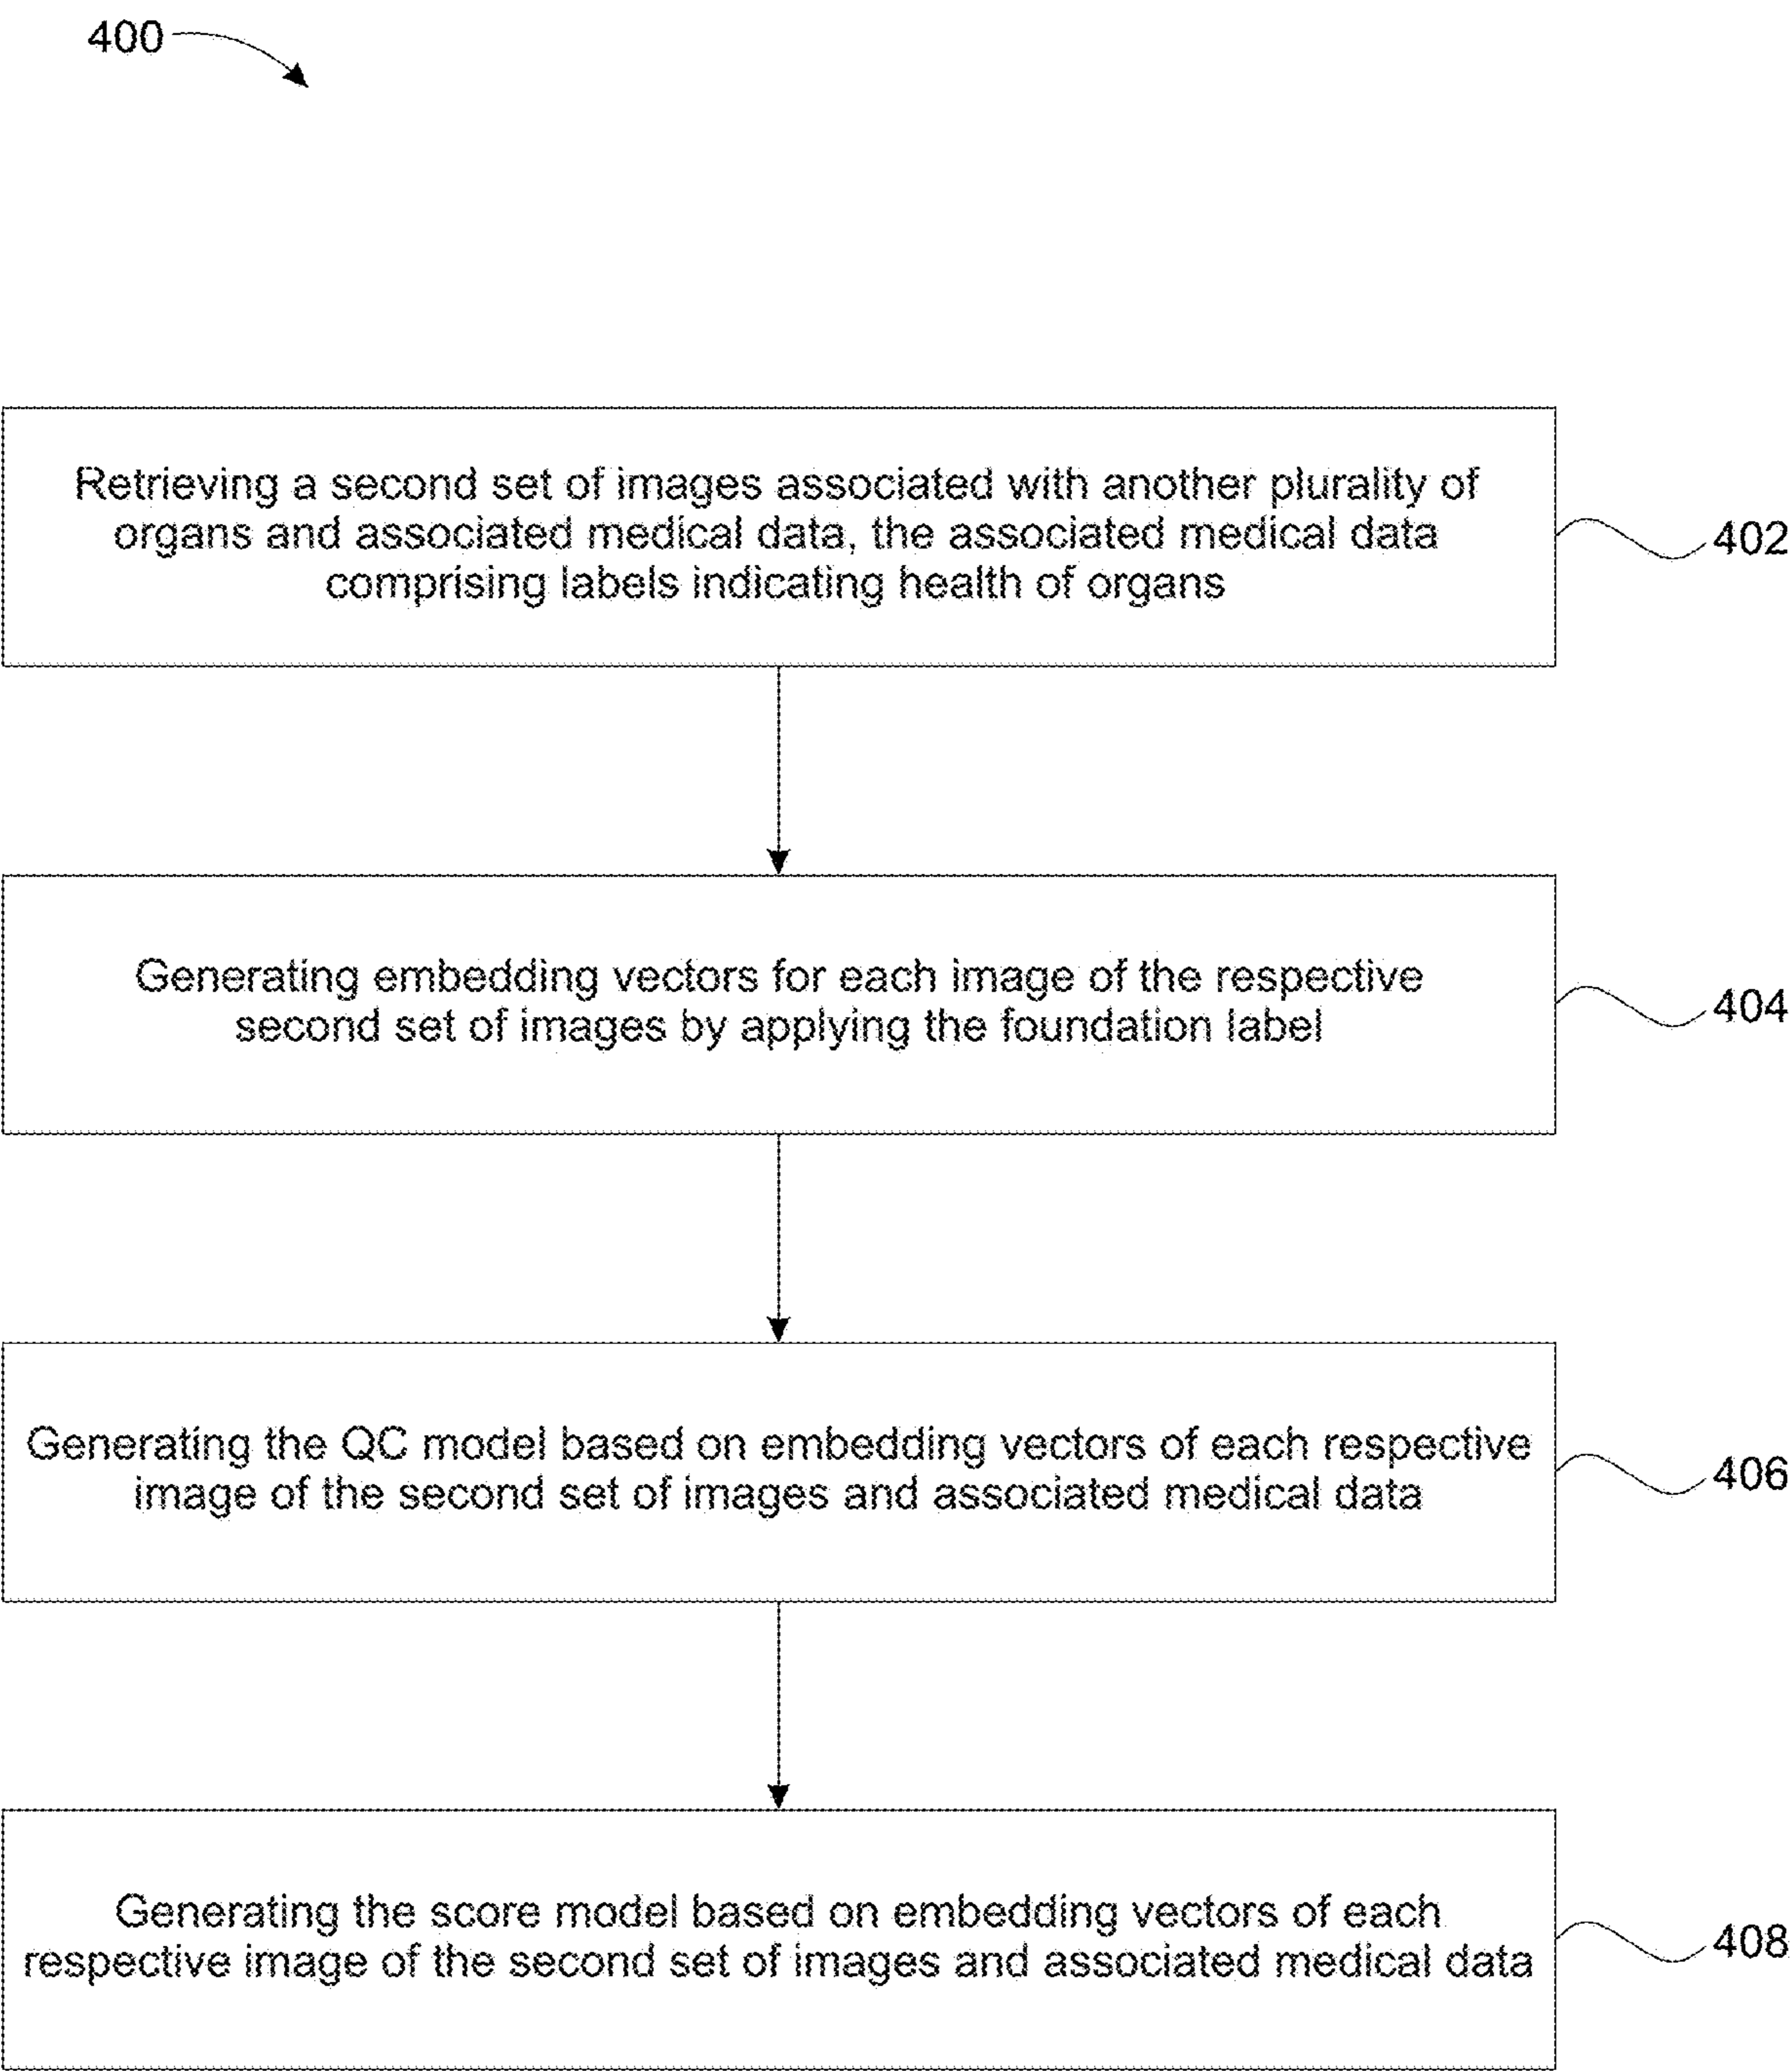 400
Retrieving a second set of images associated with another plurality of
organs and associated medical data, the associated medical data
comprising labels indicating health of organs
402
Generating embedding vectors for each image of the respective
second set of images by applying the foundation label
404
Generating the QC model based on embedding vectors of each respective
image of the second set of images and associated medical data
406
Generating the score model based on embedding vectors of each
respective image of the second set of images and associated medical data
408